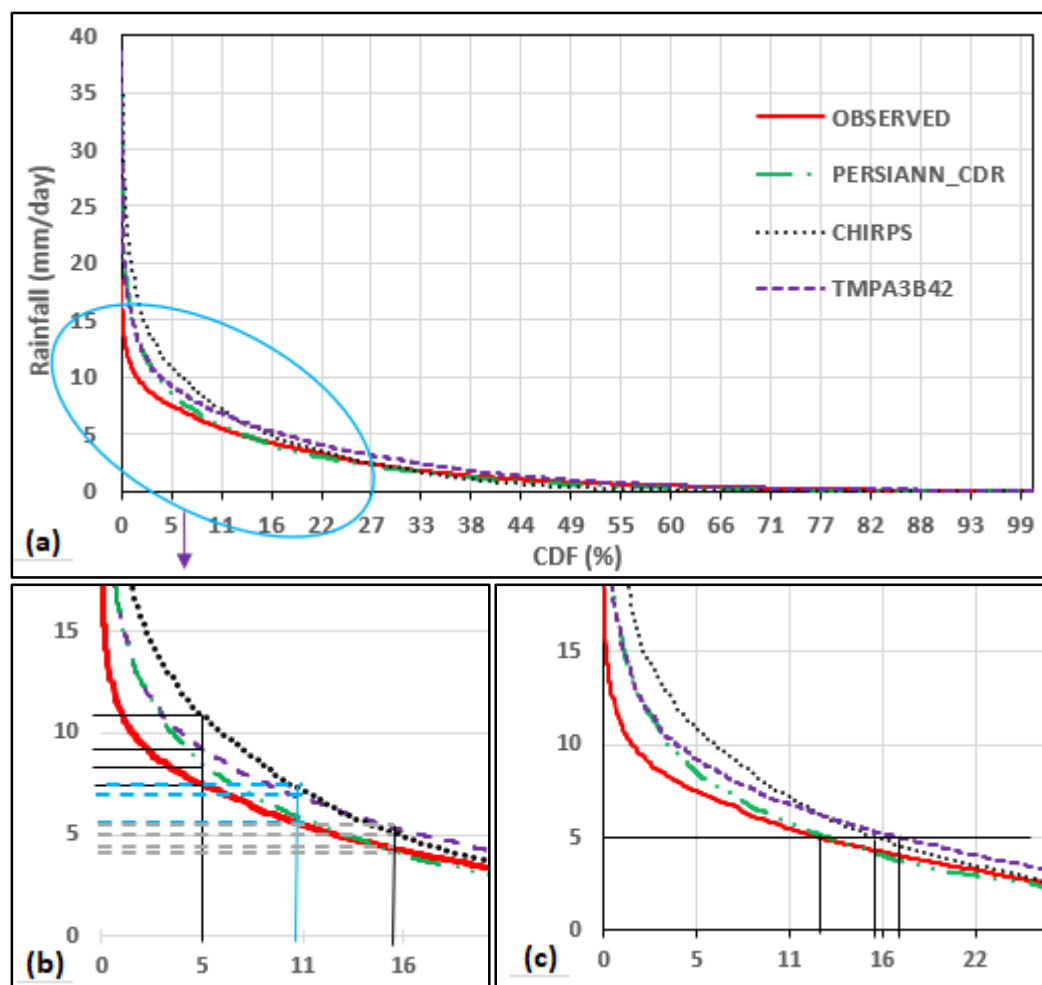 40
35
30
25
20
15
10
5
0
Rainfall (mm/day)
OBSERVED
PERSIANN_CDR
CHIRPS
TMPA3B42
0 5 11 16 22 27 33 38 44 49 55 60 66 71 77 82 88 93 99
CDF (%)
(a)
15
10
5
0
0 5 11 16
(b)
15
10
5
0
0 5 11 16 22
(c)